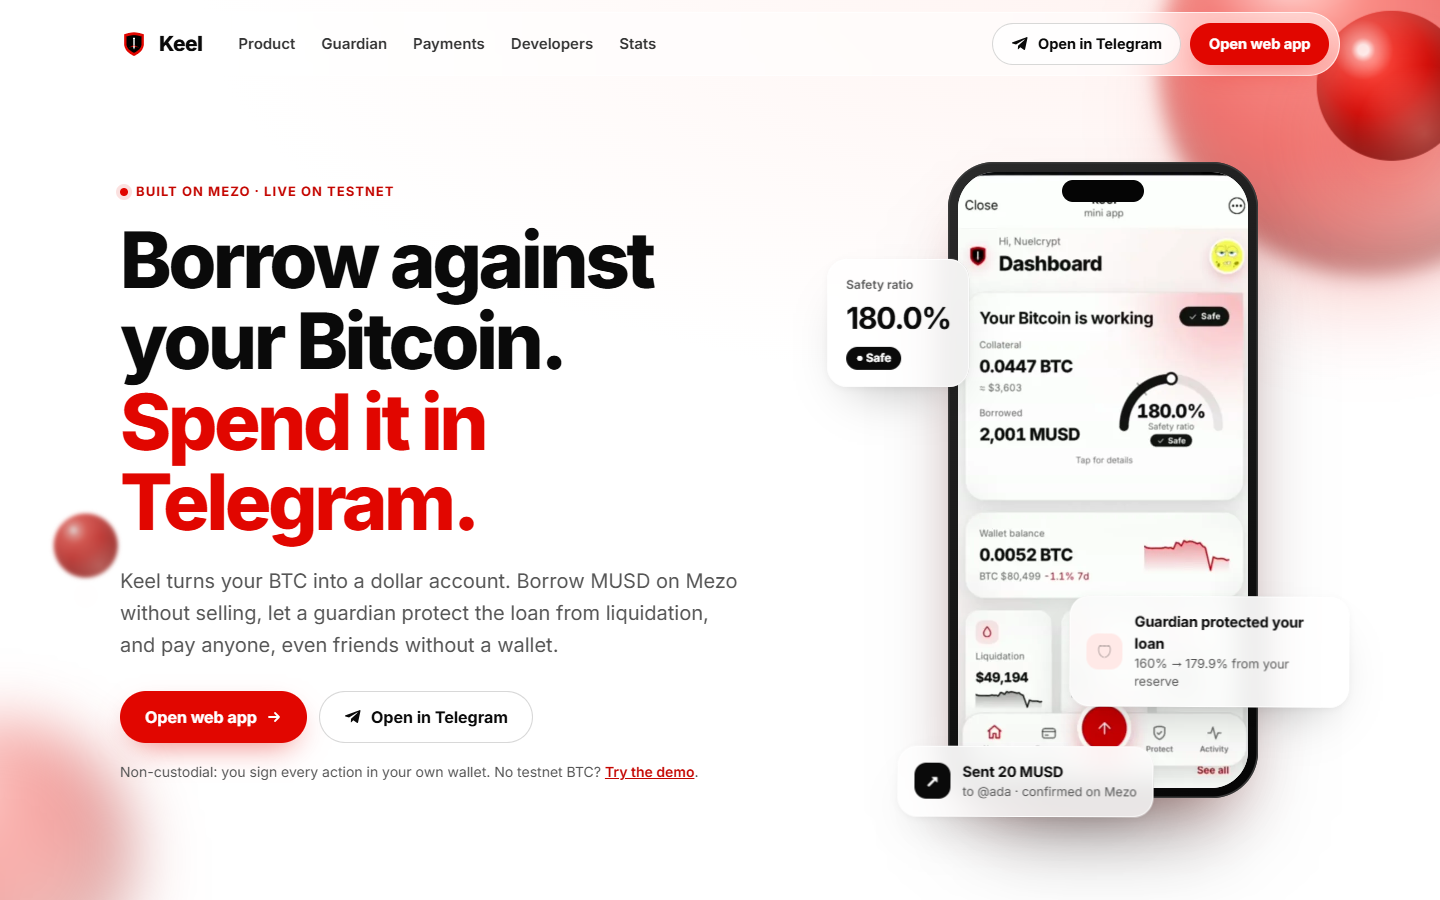 Keel
Product
Guardian
Payments
Developers
Stats
Open in Telegram
Open web app
BUILT ON MEZO · LIVE ON TESTNET
Borrow against
your Bitcoin.
Spend it in
Telegram.
Keel turns your BTC into a dollar account. Borrow MUSD on Mezo
without selling, let a guardian protect the loan from liquidation,
and pay anyone, even friends without a wallet.
Open web app →
Open in Telegram
Non-custodial: you sign every action in your own wallet. No testnet BTC? Try the demo.
Close
mini app
Hi, Nuelcrypt
Dashboard
Safety ratio
180.0%
Safe
Your Bitcoin is working
Safe
Collateral
0.0447 BTC
≈ $3,603
Borrowed
2,001 MUSD
180.0%
Safety ratio
Safe
Tap for details
Wallet balance
0.0052 BTC
BTC $80,499 -1.1% 7d
Liquidation
$49,194
Guardian protected your
loan
160% → 179.9% from your
reserve
Protect
Activity
See all
Sent 20 MUSD
to @ada · confirmed on Mezo